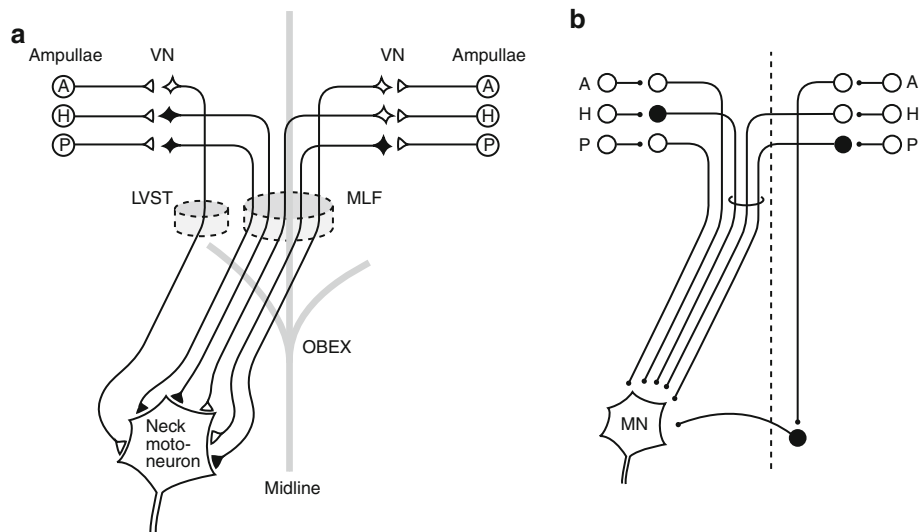 a
Ampullae VN VN Ampullae
A A
H H
P P
LVST MLF
OBEX
Neck
moto-
neuron
Midline
b
A A
H H
P P
MN